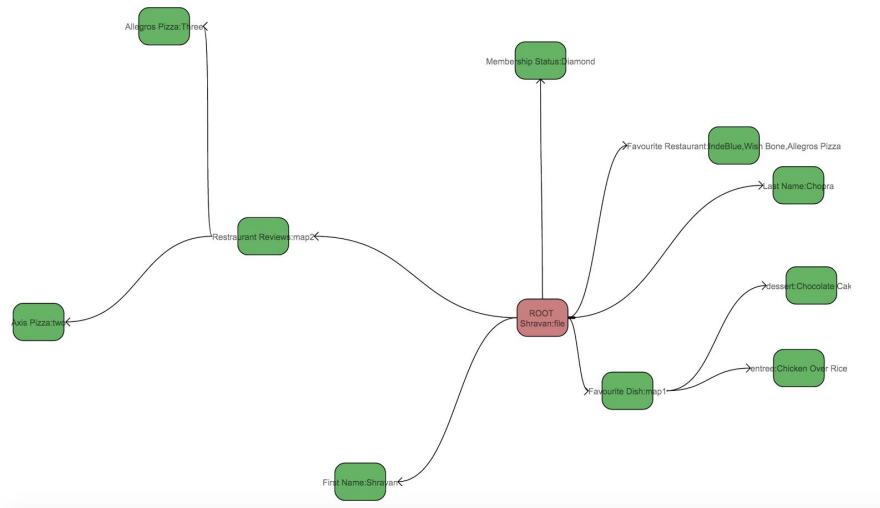 Allegros Pizza:Three
Membership Status:Diamond
Favourite Restaurant:IndeBlue,Wish Bone,Allegros Pizza
Last Name:Chopra
Restraurant Reviews:map2
dessert:Chocolate Cak
Axis Pizza:two
ROOT
Shravan:file
entree:Chicken Over Rice
Favourite Dish:map1
First Name:Shravan